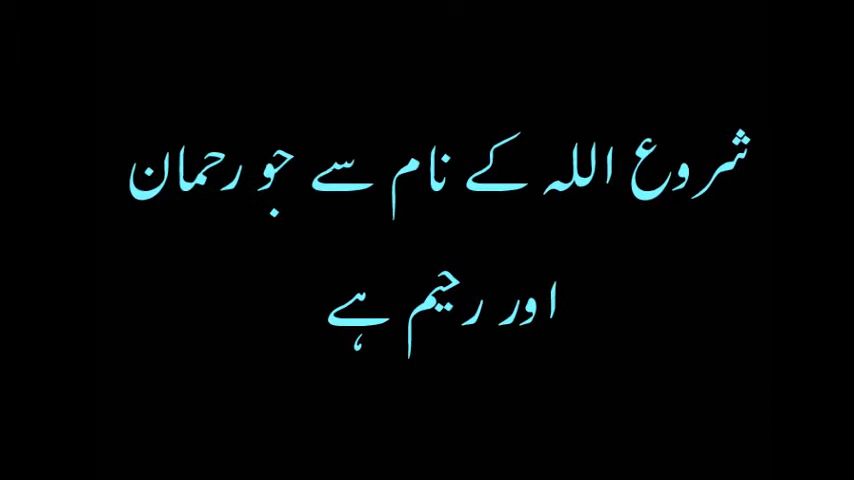 شروع اللہ کے نام سے جو رحمان
اور رحیم ہے